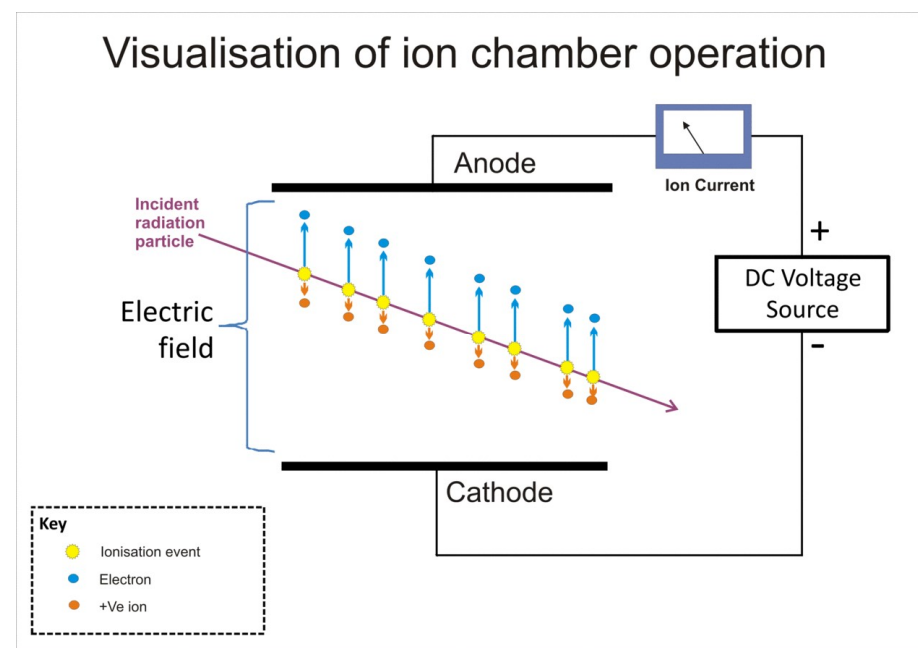 Visualisation of ion chamber operation
Anode
Ion Current
Incident
radiation
particle
+
DC Voltage
Source
-
Electric
field
Cathode
Key
Ionisation event
Electron
+Ve ion